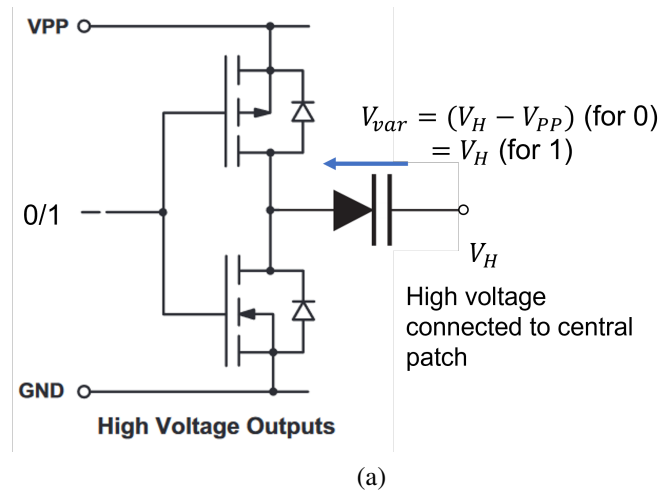 VPP
V_var = (V_H − V_PP) (for 0)
= V_H (for 1)
0/1
V_H
High voltage
connected to central
patch
GND
High Voltage Outputs
(a)